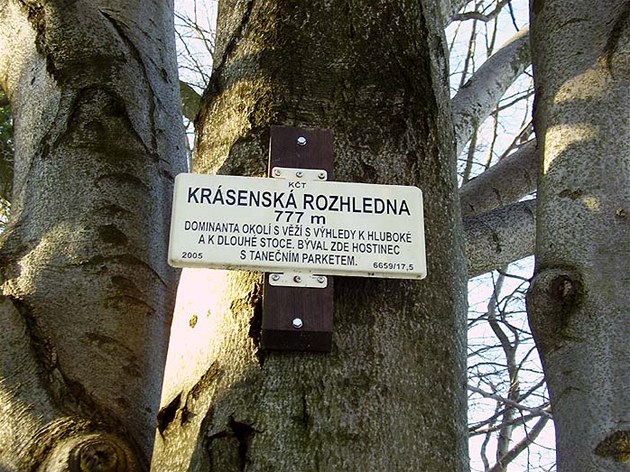 KČT
KRÁSENSKÁ ROZHLEDNA
777 m
DOMINANTA OKOLÍ S VĚŽÍ S VÝHLEDY K HLUBOKÉ
A K DLOUHÉ STOCE. BÝVAL ZDE HOSTINEC
S TANEČNÍM PARKETEM.
2005 6659/17,5